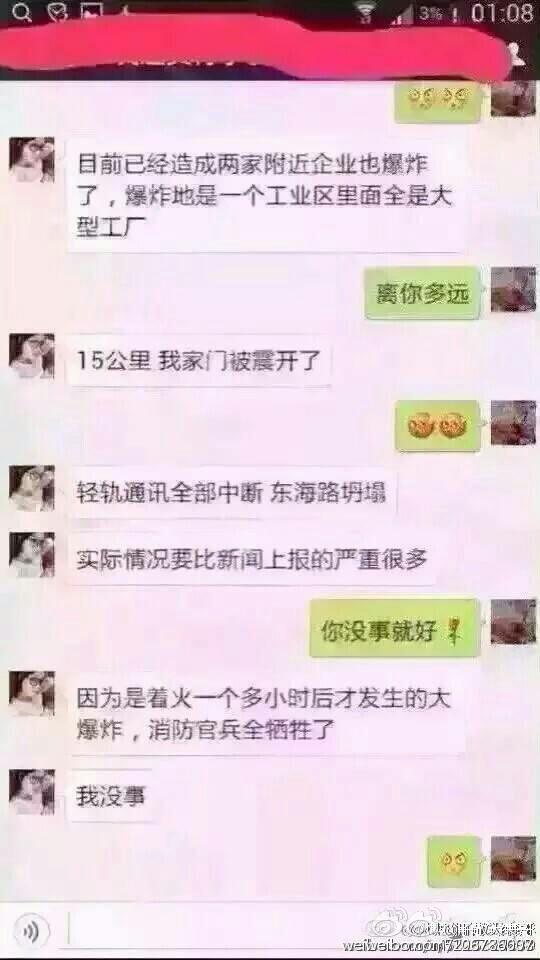 3%
01:08
目前已经造成两家附近企业也爆炸
了，爆炸地是一个工业区里面全是大
型工厂
离你多远
15公里 我家门被震开了
轻轨通讯全部中断 东海路坍塌
实际情况要比新闻上报的严重很多
你没事就好
因为是着火一个多小时后才发生的大
爆炸，消防官兵全牺牲了
我没事